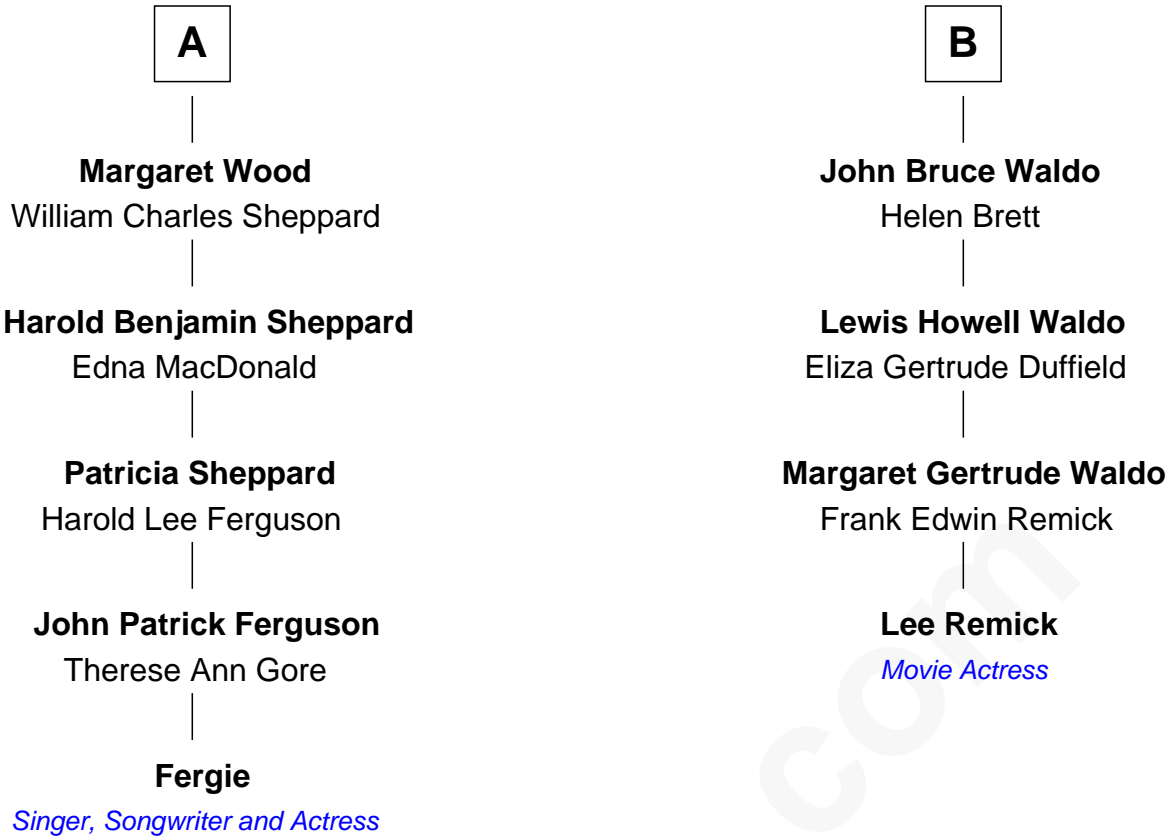 A
Margaret Wood
William Charles Sheppard
Harold Benjamin Sheppard
Edna MacDonald
Patricia Sheppard
Harold Lee Ferguson
John Patrick Ferguson
Therese Ann Gore
Fergie
Singer, Songwriter and Actress
B
John Bruce Waldo
Helen Brett
Lewis Howell Waldo
Eliza Gertrude Duffield
Margaret Gertrude Waldo
Frank Edwin Remick
Lee Remick
Movie Actress
com